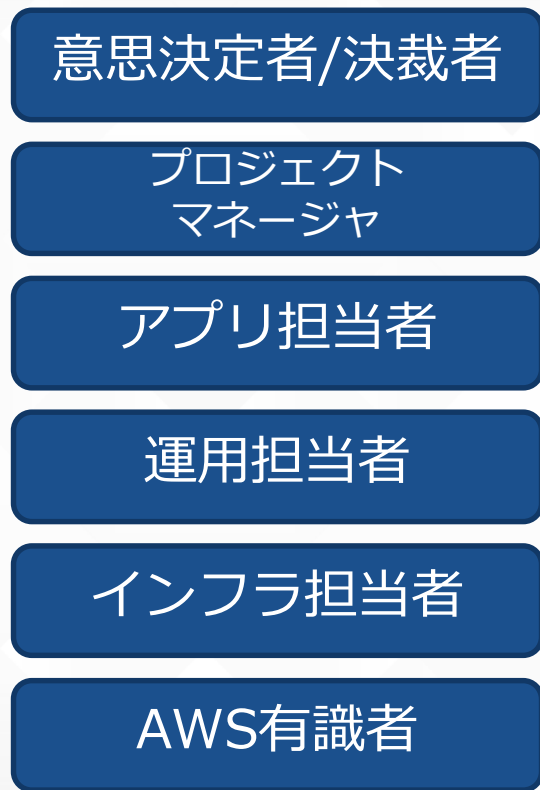 意思決定者/決裁者
プロジェクト
マネージャ
アプリ担当者
運用担当者
インフラ担当者
AWS有識者